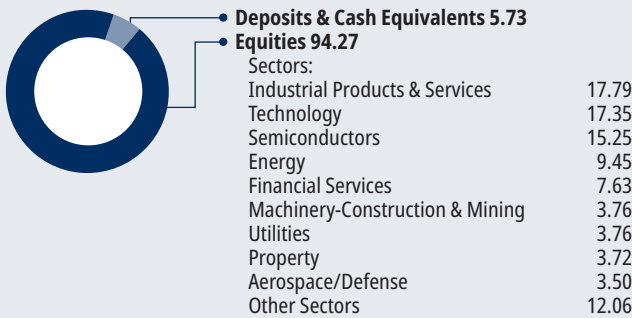 Deposits & Cash Equivalents 5.73
Equities 94.27
Sectors:
Industrial Products & Services 17.79
Technology 17.35
Semiconductors 15.25
Energy 9.45
Financial Services 7.63
Machinery-Construction & Mining 3.76
Utilities 3.76
Property 3.72
Aerospace/Defense 3.50
Other Sectors 12.06